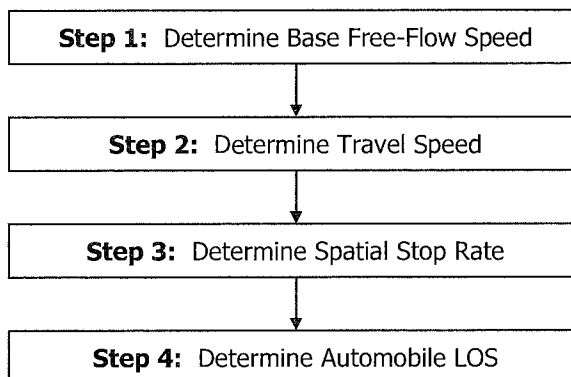 Step 1: Determine Base Free-Flow Speed
Step 2: Determine Travel Speed
Step 3: Determine Spatial Stop Rate
Step 4: Determine Automobile LOS